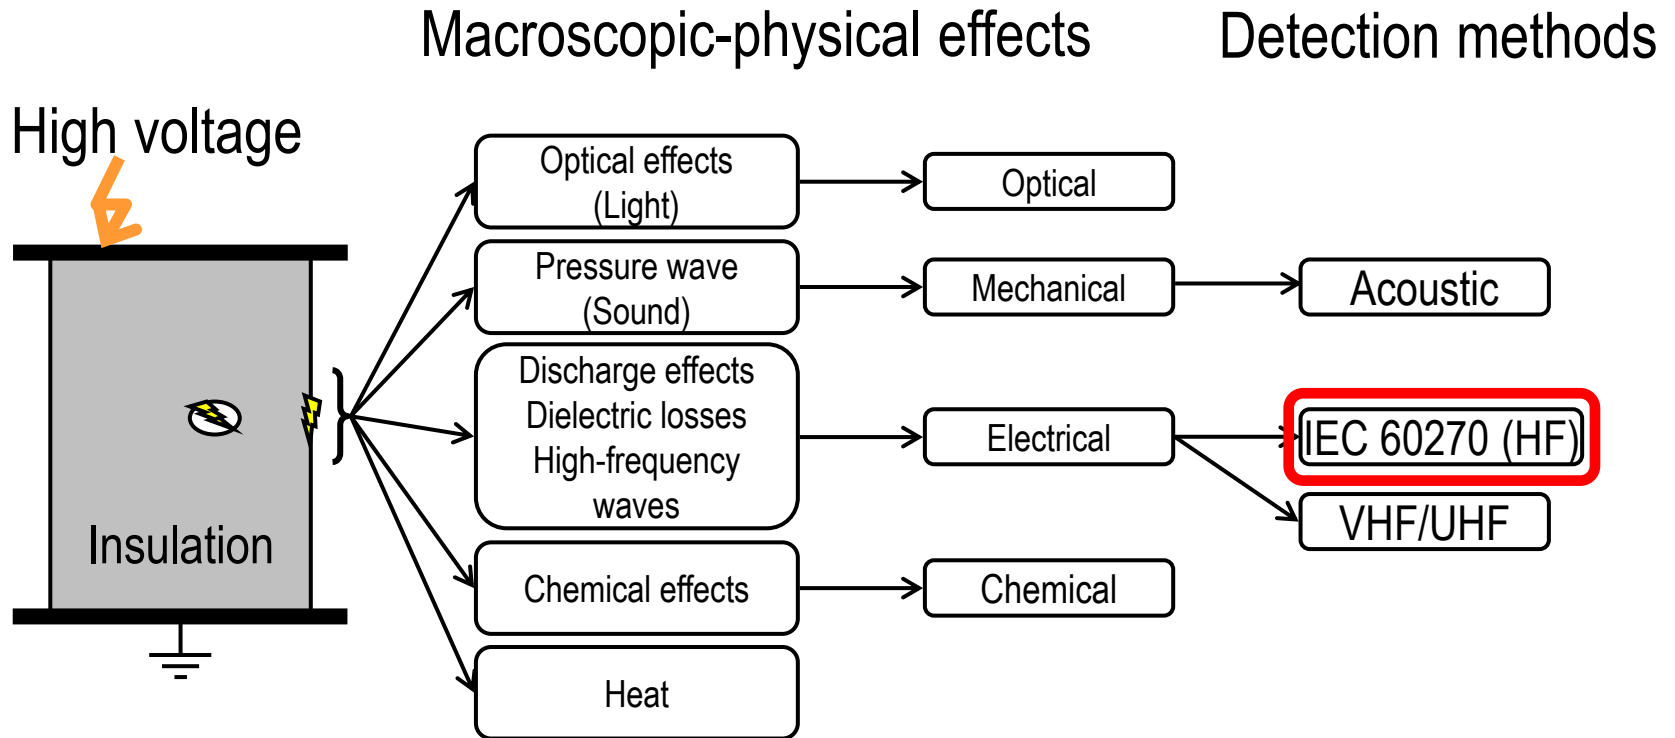 Macroscopic-physical effects
Detection methods
High voltage
Optical effects
(Light)
Optical
Pressure wave
(Sound)
Mechanical
Acoustic
Discharge effects
Dielectric losses
High-frequency
waves
Electrical
IEC 60270 (HF)
VHF/UHF
Insulation
Chemical effects
Chemical
Heat